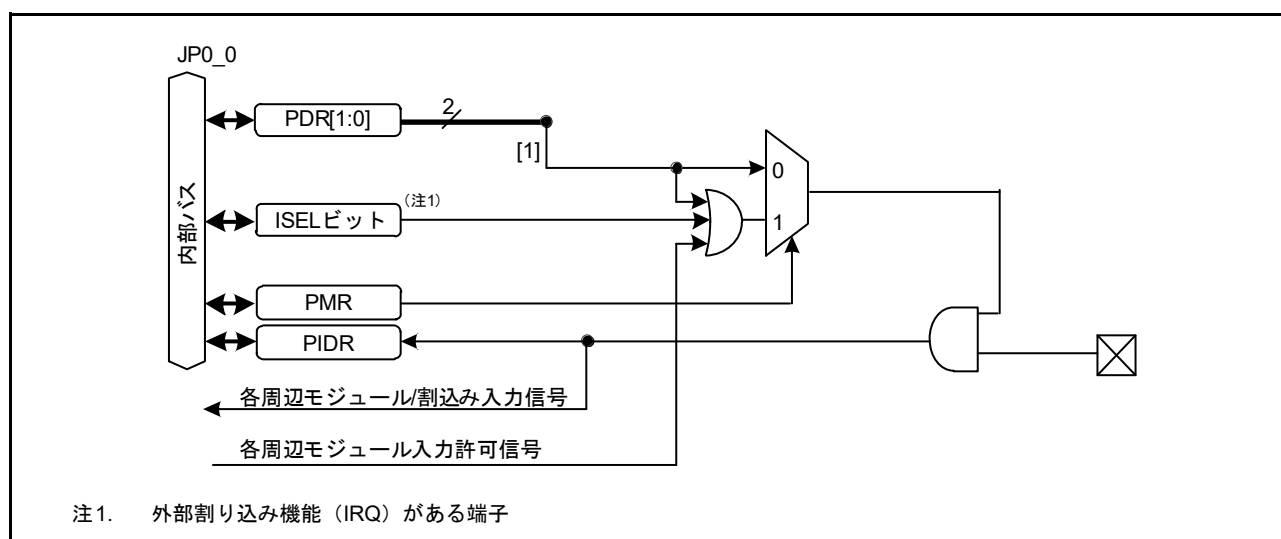 JP0_0
内部バス
PDR[1:0]
2
[1]
0
ISELビット
(注1)
1
PMR
PIDR
各周辺モジュール/割込み入力信号
各周辺モジュール入力許可信号
注1. 外部割り込み機能（IRQ）がある端子